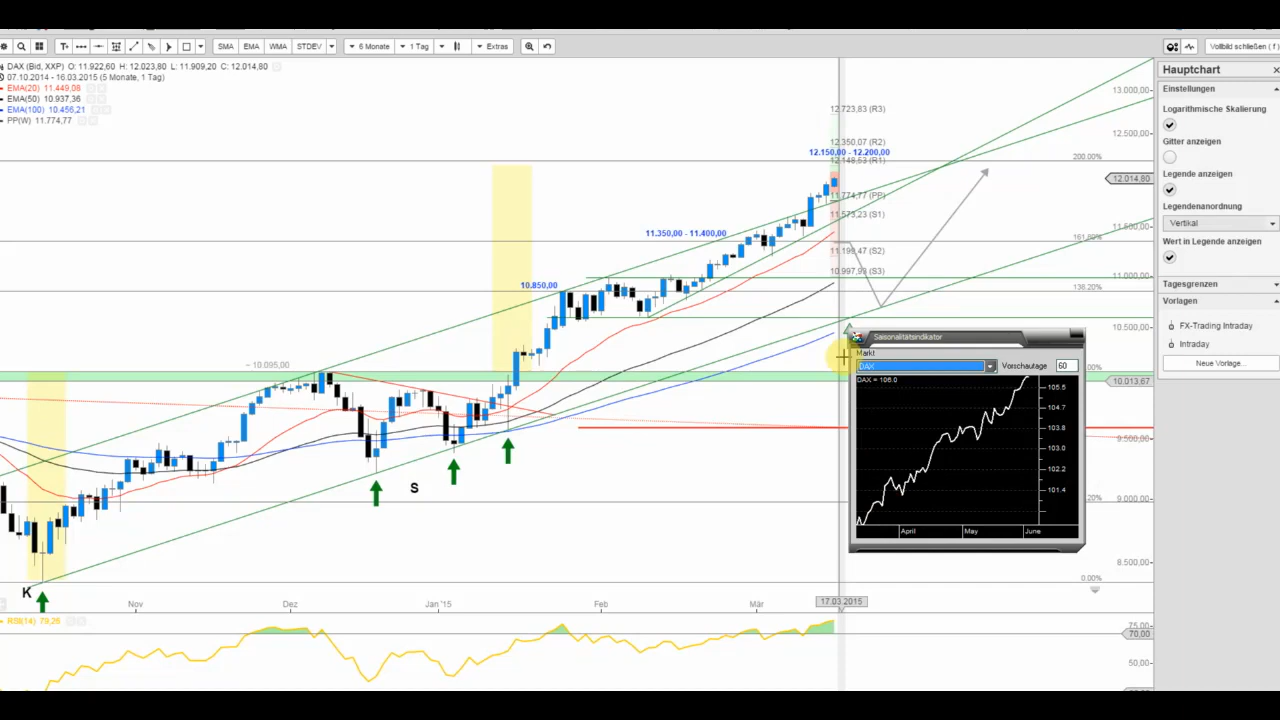 T+
SMA EMA WMA STDEV 6 Monate 1 Tag Extras Vollbild schließen ( f )
DAX (Bid, XXP) O: 11.922,60 H: 12.023,80 L: 11.909,20 C: 12.014,80
07.10.2014 - 16.03.2015 (5 Monate, 1 Tag)
EMA(20) 11.449,08
EMA(50) 10.937,36
EMA(100) 10.456,21
PP(W) 11.774,77
12.723,83 (R3)
12.350,07 (R2)
12.150,00 - 12.200,00
12.148,53 (R1)
11.774,77 (PP)
11.573,23 (S1)
11.350,00 - 11.400,00
11.199,47 (S2)
10.997,93 (S3)
10.850,00
~ 10.095,00
200,00%
161,80%
138,20%
0,00%
13.000,00
12.500,00
12.014,80
11.500,00
11.000,00
10.500,00
10.013,67
9.500,00
9.000,00
8.500,00
K
S
Nov Dez Jan '15 Feb Mär 17.03.2015
RSI(14) 79,26
75,00
70,00
50,00
Saisonalitätsindikator
Markt
DAX Vorschautage 60
DAX = 106.0
105.5
104.7
103.8
103.0
102.2
101.4
April May June
Hauptchart
Einstellungen
Logarithmische Skalierung
Gitter anzeigen
Legende anzeigen
Legendenanordnung
Vertikal
Wert in Legende anzeigen
Tagesgrenzen
Vorlagen
FX-Trading Intraday
Intraday
Neue Vorlage...